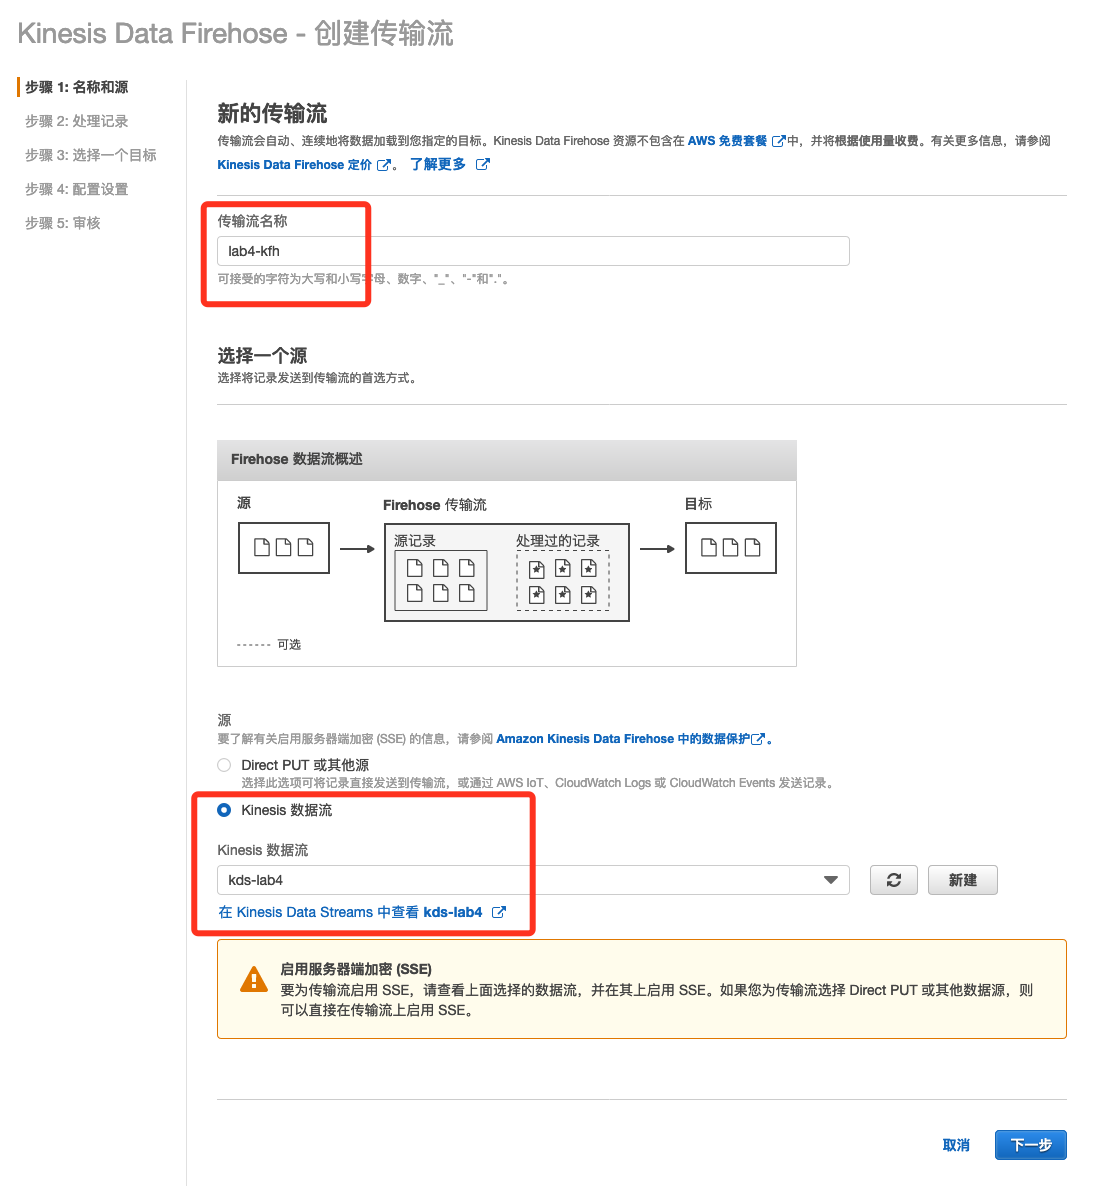 Kinesis Data Firehose - 创建传输流
步骤 1: 名称和源
步骤 2: 处理记录
步骤 3: 选择一个目标
步骤 4: 配置设置
步骤 5: 审核
新的传输流
传输流会自动、连续地将数据加载到您指定的目标。Kinesis Data Firehose 资源不包含在 AWS 免费套餐 中，并将根据使用量收费。有关更多信息，请参阅
Kinesis Data Firehose 定价 。 了解更多
传输流名称
lab4-kfh
可接受的字符为大写和小写字母、数字、"_"、"-"和"."。
选择一个源
选择将记录发送到传输流的首选方式。
Firehose 数据流概述
源
Firehose 传输流
目标
源记录
处理过的记录
可选
源
要了解有关启用服务器端加密 (SSE) 的信息，请参阅 Amazon Kinesis Data Firehose 中的数据保护 。
Direct PUT 或其他源
选择此选项可将记录直接发送到传输流，或通过 AWS IoT、CloudWatch Logs 或 CloudWatch Events 发送记录。
Kinesis 数据流
Kinesis 数据流
kds-lab4
新建
在 Kinesis Data Streams 中查看 kds-lab4
启用服务器端加密 (SSE)
要为传输流启用 SSE，请查看上面选择的数据流，并在其上启用 SSE。如果您为传输流选择 Direct PUT 或其他数据源，则
可以直接在传输流上启用 SSE。
取消
下一步